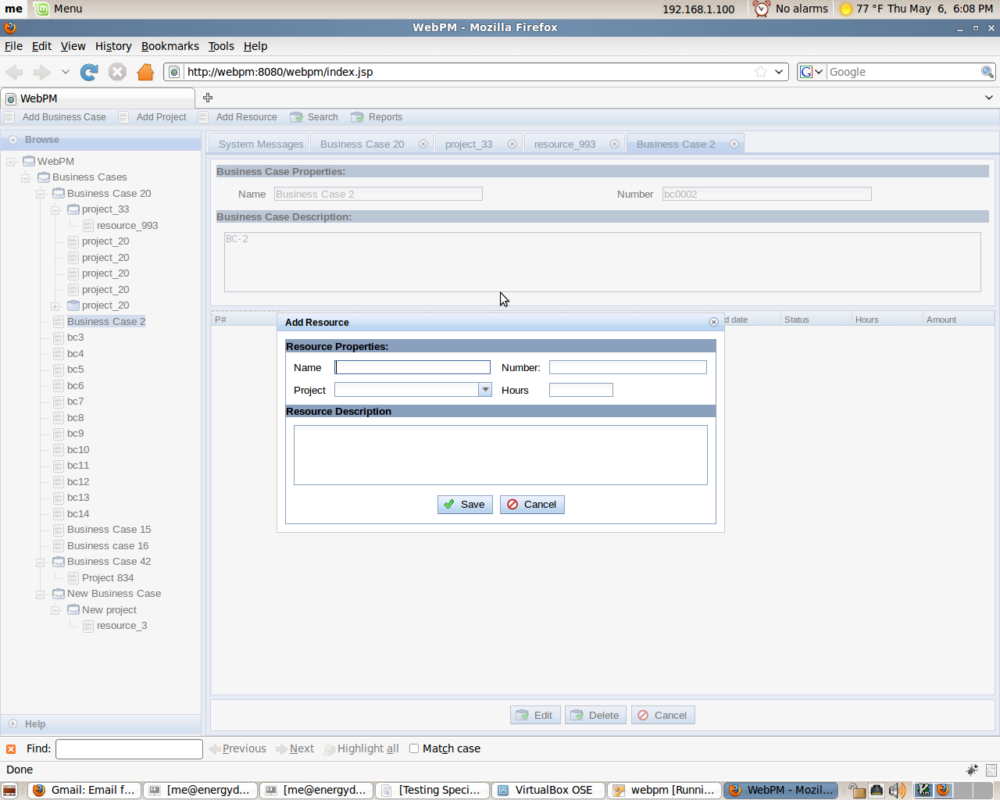 me Menu 192.168.1.100 No alarms 77 °F Thu May 6, 6:08 PM
WebPM - Mozilla Firefox
File Edit View History Bookmarks Tools Help
http://webpm:8080/webpm/index.jsp Google
WebPM
Add Business Case Add Project Add Resource Search Reports
Browse
System Messages Business Case 20 project_33 resource_993 Business Case 2
WebPM
Business Cases
Business Case 20
project_33
resource_993
project_20
project_20
project_20
project_20
project_20
Business Case 2
bc3
bc4
bc5
bc6
bc7
bc8
bc9
bc10
bc11
bc12
bc13
bc14
Business Case 15
Business case 16
Business Case 42
Project 834
New Business Case
New project
resource_3
Help
Business Case Properties:
Name Business Case 2 Number bc0002
Business Case Description:
BC-2
P# d date Status Hours Amount
Add Resource
Resource Properties:
Name Number:
Project Hours
Resource Description
Save Cancel
Edit Delete Cancel
Find: Previous Next Highlight all Match case
Done
Gmail: Email f... [me@energyd... [me@energyd... [Testing Speci... VirtualBox OSE webpm [Runni... WebPM - Mozil...